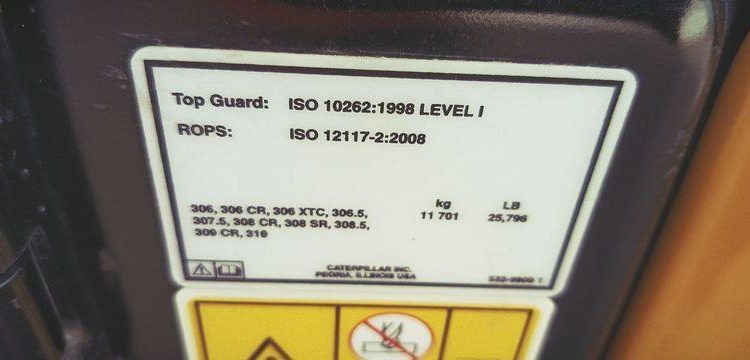 Top Guard: ISO 10262:1998 LEVEL I
ROPS: ISO 12117-2:2008
kg LB
306, 306 CR, 306 XTC, 306.5, 11 701 25,796
307.5, 308 CR, 308 SR, 308.5,
309 CR, 310
CATERPILLAR INC.
PEORIA, ILLINOIS USA